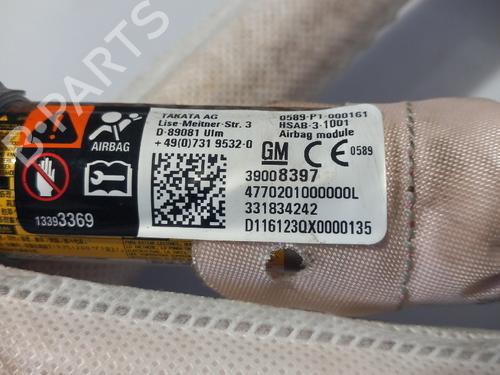 TAKATA AG
Lise-Meitner-Str. 3
D-89081 Ulm
+49(0)731 9532-0
0589-P1-000161
HSAB-3-1001
Airbag module
GM CE 0589
AIRBAG
39008397
4770201000000L
331834242
D116123QX0000135
13393369
B-PARTS